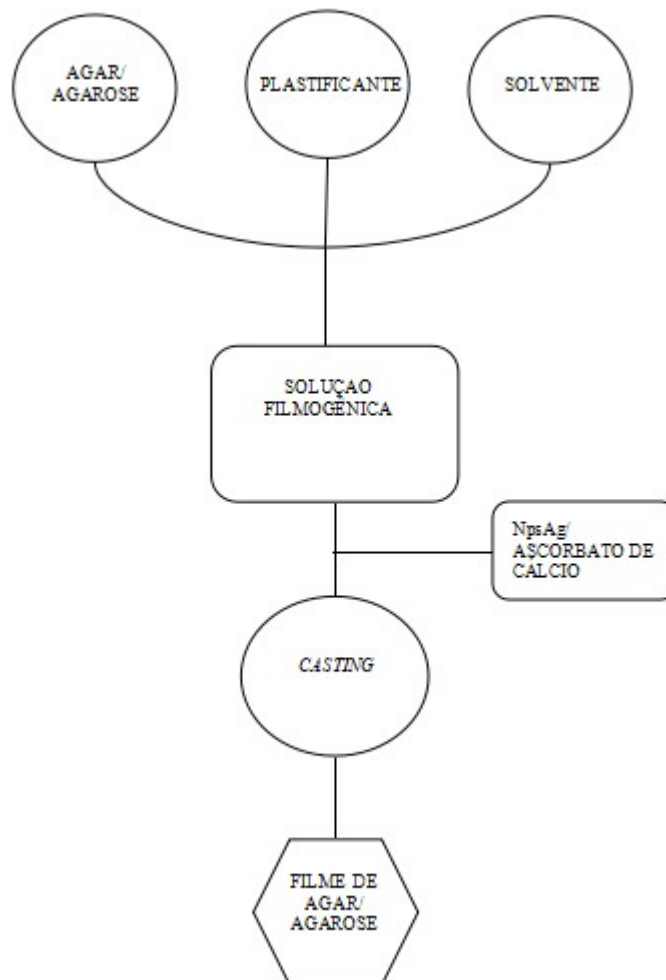 AGAR/
AGAROSE
PLASTIFICANTE
SOLVENTE
SOLUÇAO
FILMOGÊNICA
NpsAg/
ASCORBATO DE
CALCIO
CASTING
FILME DE
AGAR/
AGAROSE